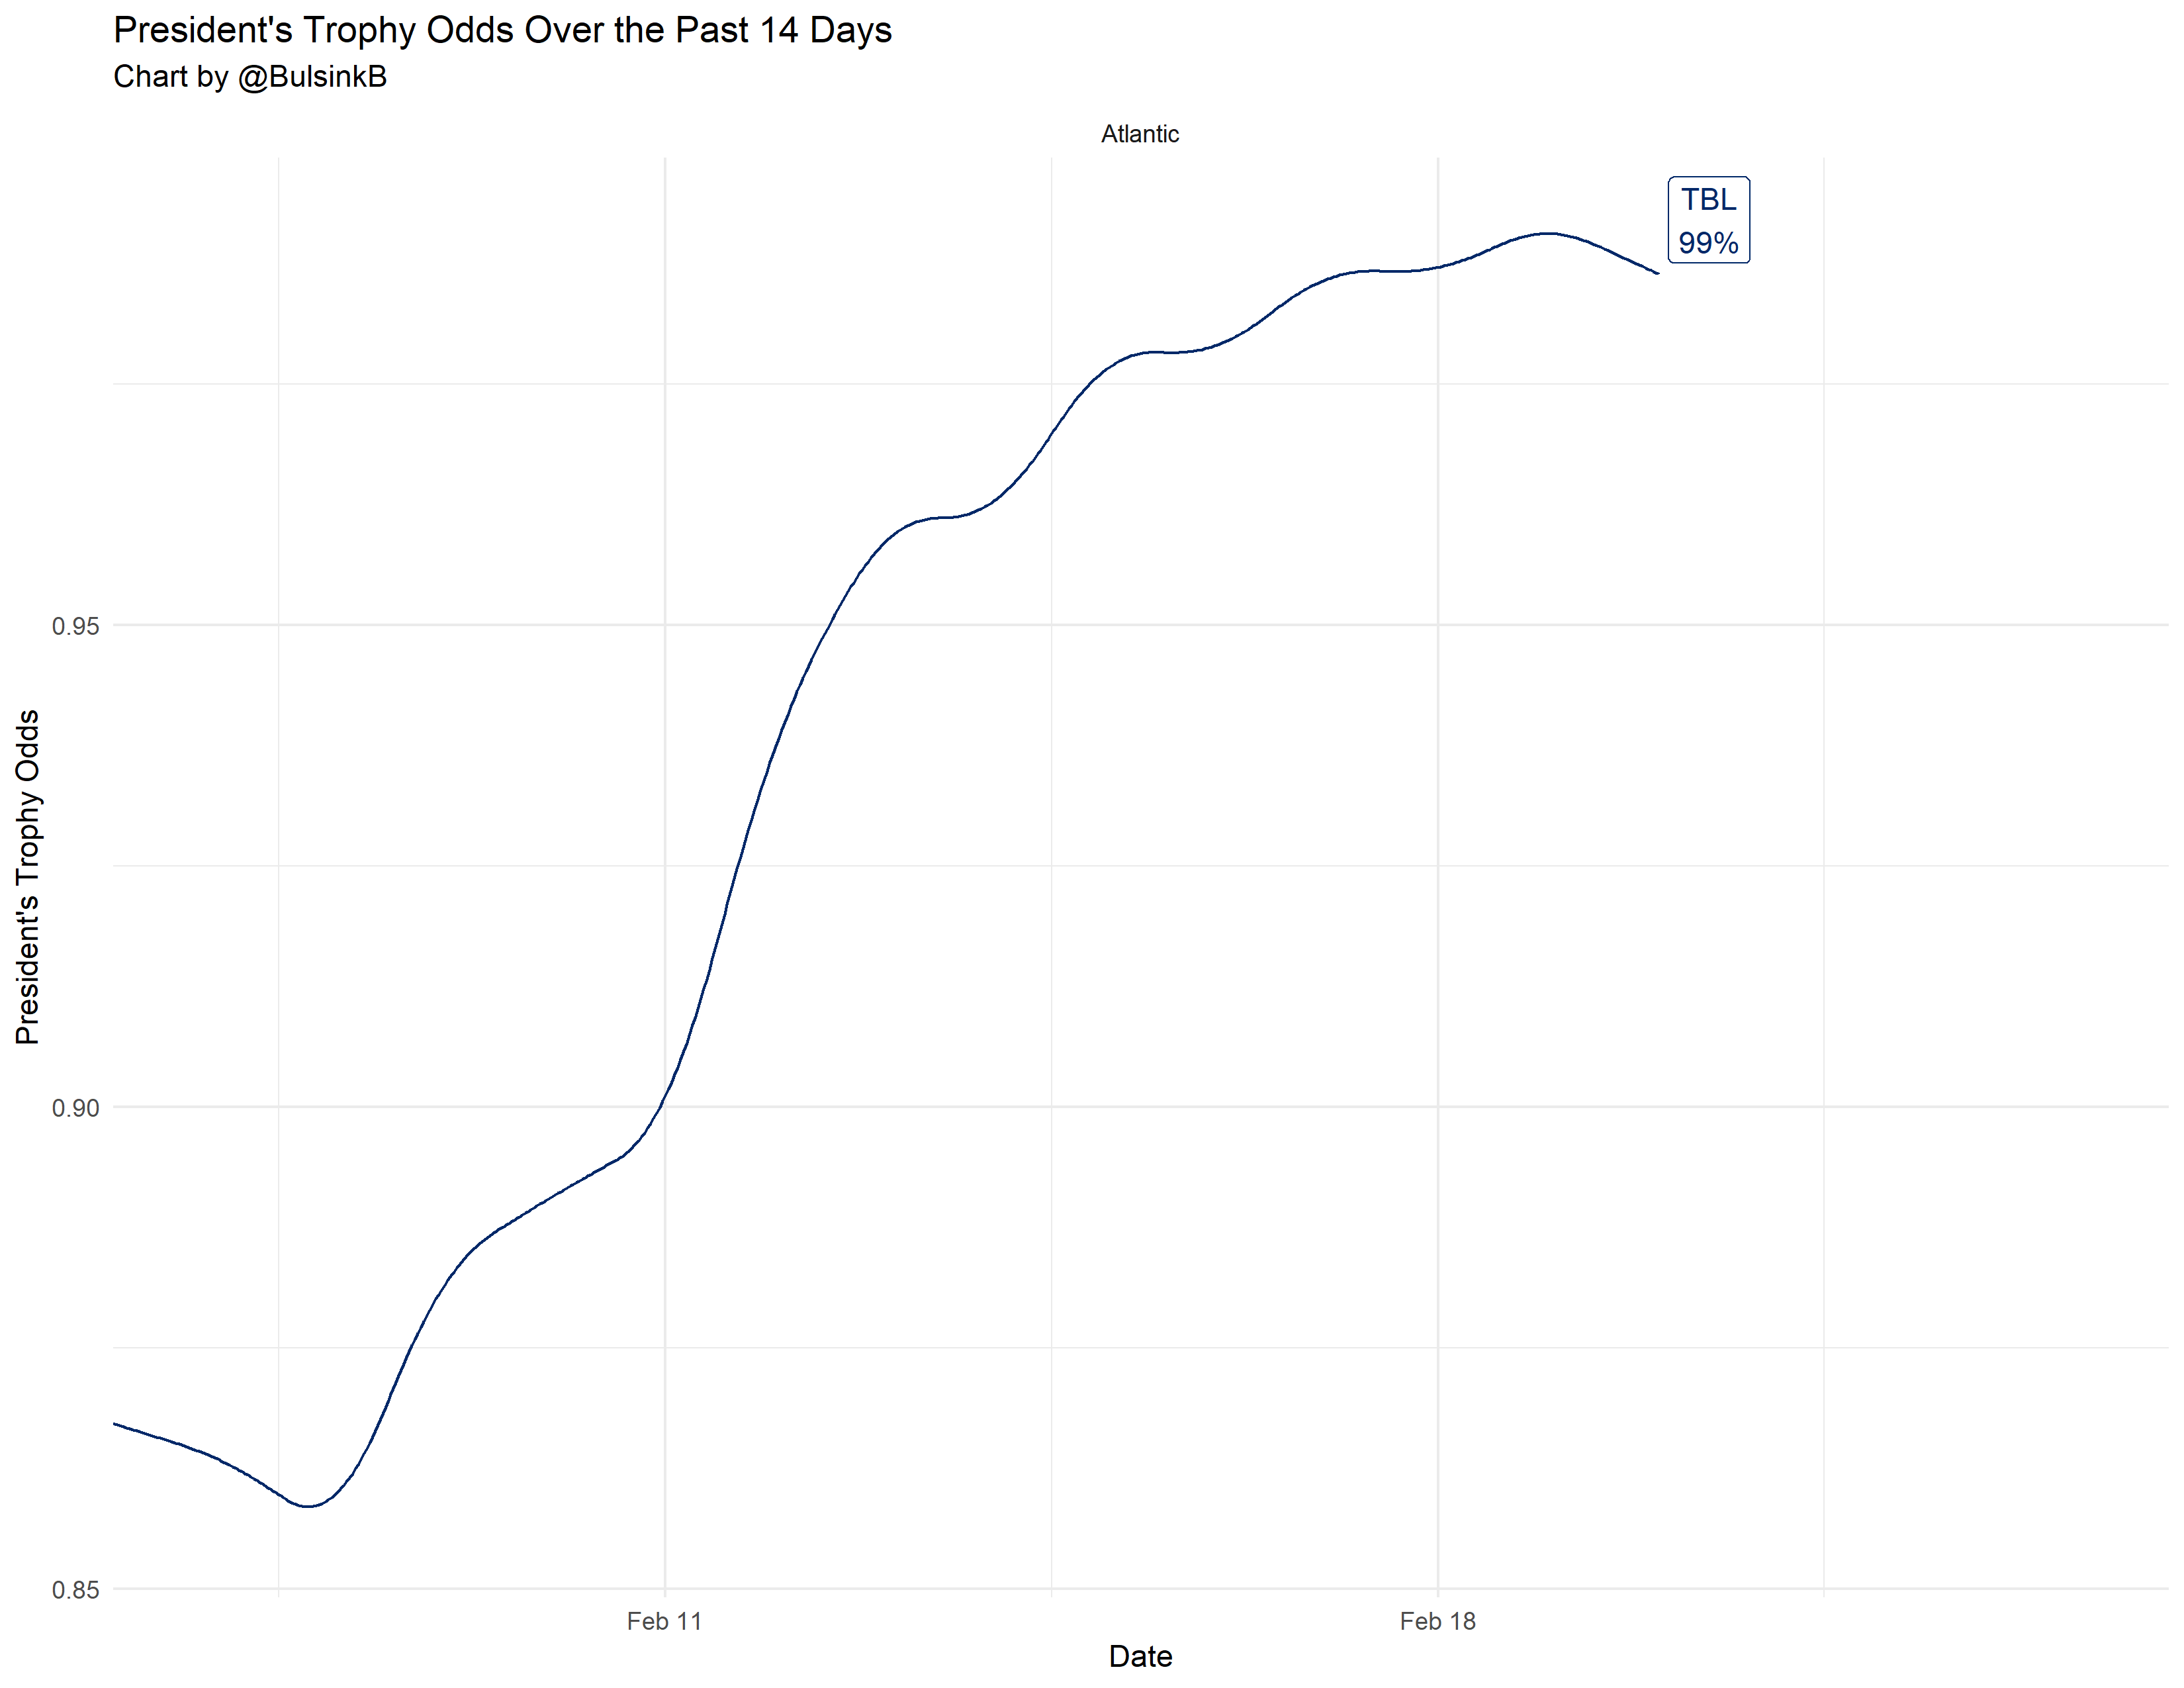 President's Trophy Odds Over the Past 14 Days
Chart by @BulsinkB
Atlantic
TBL
99%
0.95
0.90
0.85
President's Trophy Odds
Feb 11
Feb 18
Date